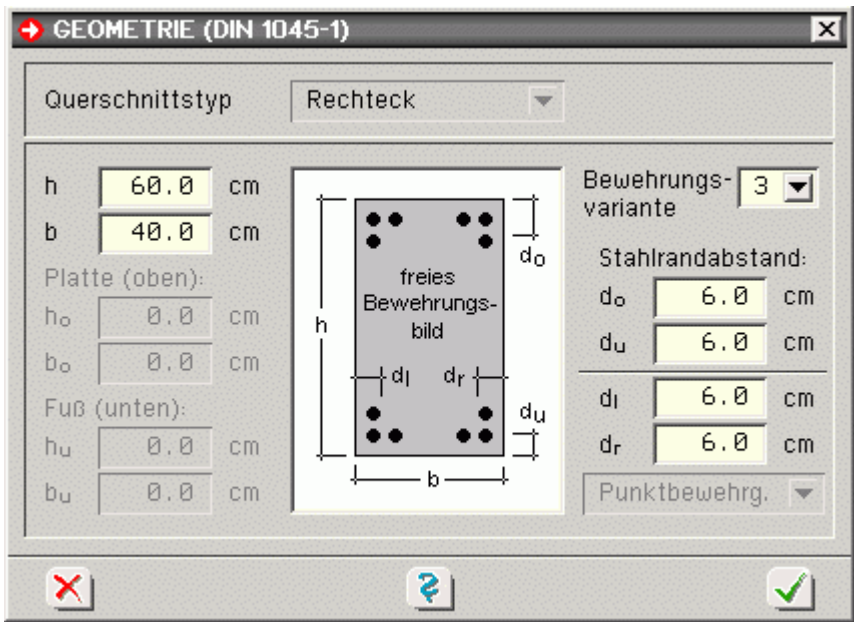 GEOMETRIE (DIN 1045-1)
Querschnittstyp Rechteck
h 60.0 cm
b 40.0 cm
Platte (oben):
ho 0.0 cm
bo 0.0 cm
Fuß (unten):
hu 0.0 cm
bu 0.0 cm
do
freies
Bewehrungs-
bild
h
dl dr
du
b
Bewehrungs- 3
variante
Stahlrandabstand:
do 6.0 cm
du 6.0 cm
dl 6.0 cm
dr 6.0 cm
Punktbewehrg.